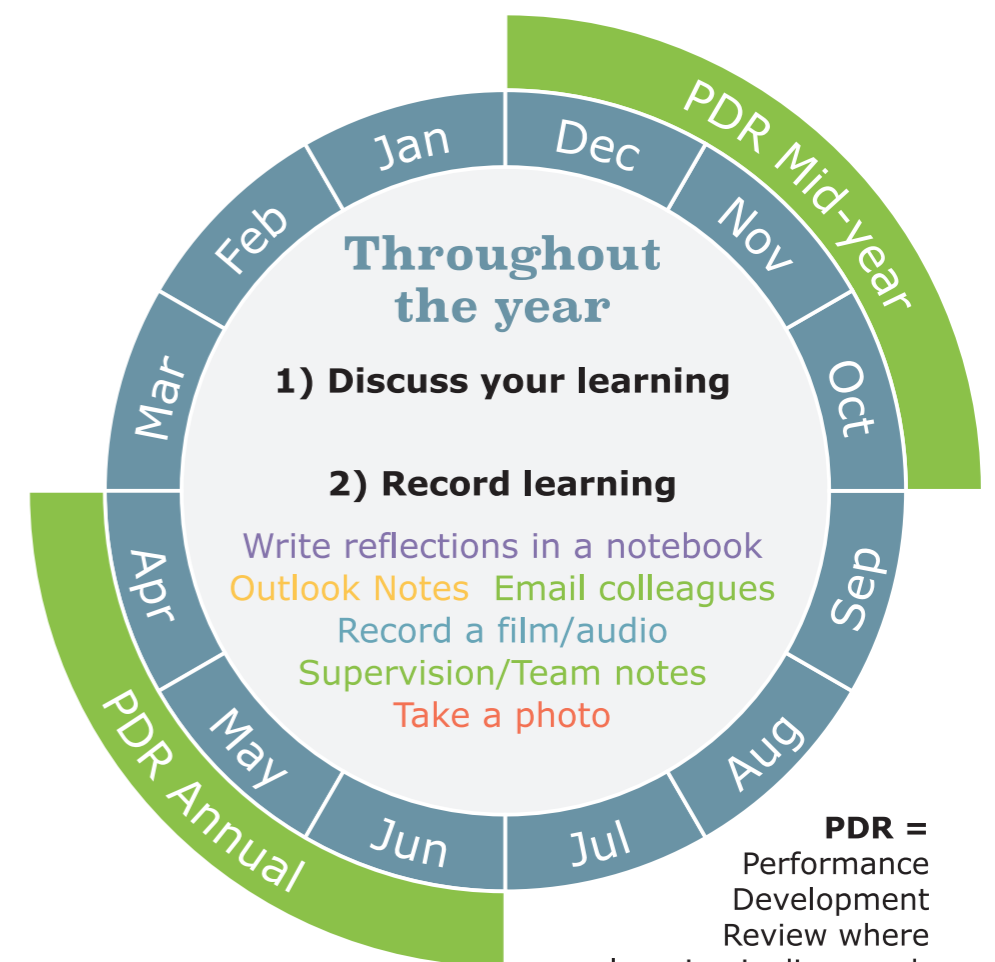 PDR Mid-year
Jan
Dec
Nov
Oct
Sep
Aug
Jul
Jun
May
Apr
Mar
Feb
Throughout
the year
1) Discuss your learning
2) Record learning
Write reflections in a notebook
Outlook Notes Email colleagues
Record a film/audio
Supervision/Team notes
Take a photo
PDR Annual
PDR =
Performance
Development
Review where